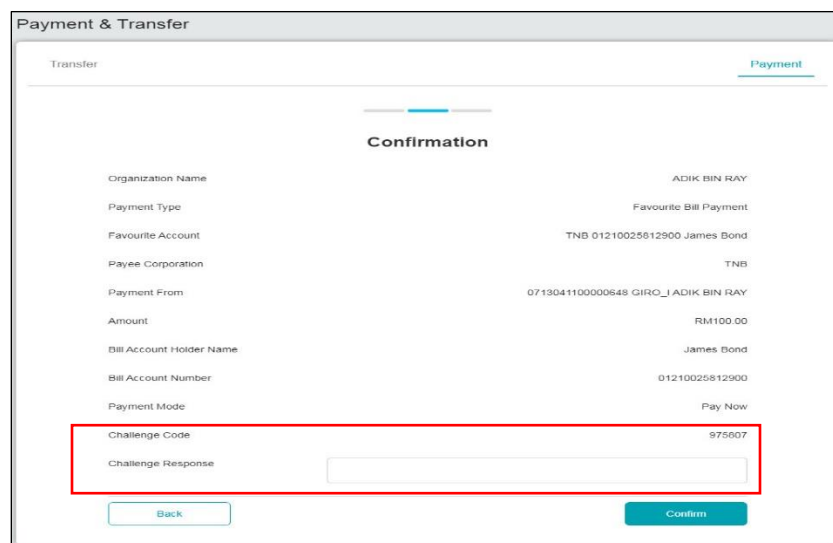 Payment & Transfer
Transfer Payment
Confirmation
Organization Name ADIK BIN RAY
Payment Type Favourite Bill Payment
Favourite Account TNB 01210025812900 James Bond
Payee Corporation TNB
Payment From 0713041100000648 GIRO_I ADIK BIN RAY
Amount RM100.00
Bill Account Holder Name James Bond
Bill Account Number 01210025812900
Payment Mode Pay Now
Challenge Code 975607
Challenge Response
Back Confirm